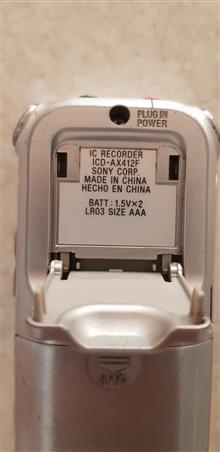 PLUG IN
POWER
IC RECORDER
ICD-AX412F
SONY CORP.
MADE IN CHINA
HECHO EN CHINA
BATT : 1.5V×2
LR03 SIZE AAA